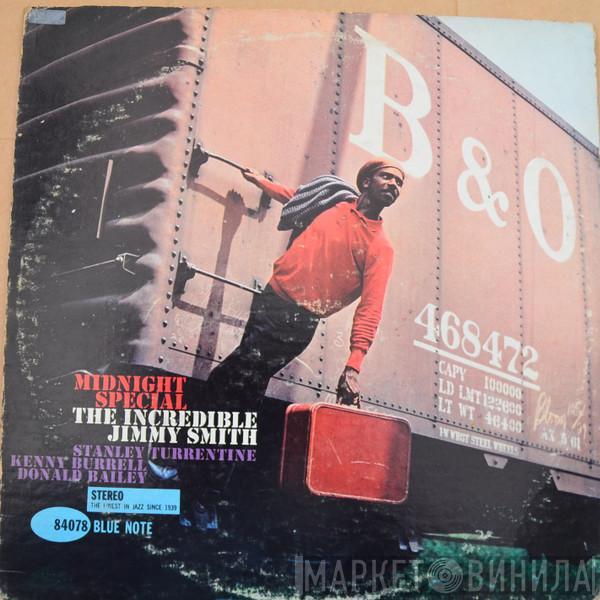 B & O
468472
CAPY 100000
LD LMT 122600
LT WT 46400
MIDNIGHT
SPECIAL
THE INCREDIBLE
JIMMY SMITH
STANLEY TURRENTINE
KENNY BURRELL
DONALD BAILEY
STEREO
THE FINEST IN JAZZ SINCE 1939
84078 BLUE NOTE
МАРКЕТ ВИНИЛА